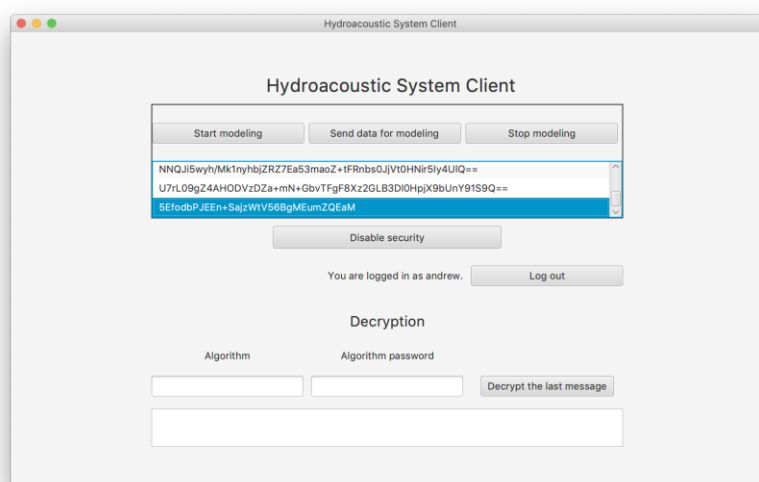 Hydroacoustic System Client
Hydroacoustic System Client
Start modeling Send data for modeling Stop modeling
NNQJi5wyh/Mk1nyhbjZRZ7Ea53maoZ+tFRnbs0JjVt0HNir5Iy4UIQ==
U7rL09gZ4AHODVzDZa+mN+GbvTFgF8Xz2GLB3Dl0HpjX9bUnY91S9Q==
5EfodbPJEEn+SajzWtV56BgMEumZQEaM
Disable security
You are logged in as andrew. Log out
Decryption
Algorithm Algorithm password
Decrypt the last message